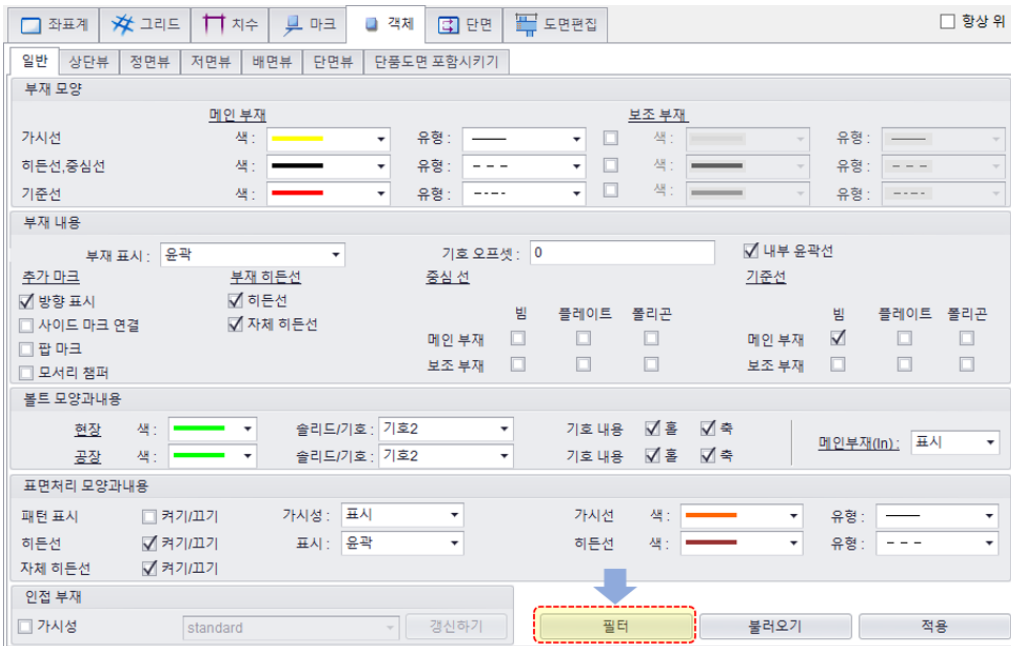 좌표계 그리드 치수 마크 객체 단면 도면편집 항상 위
일반 상단뷰 정면뷰 저면뷰 배면뷰 단면뷰 단품도면 포함시키기
부재 모양
메인 부재 보조 부재
가시선 색 : 유형 : 색 : 유형 :
히든선,중심선 색 : 유형 : 색 : 유형 :
기준선 색 : 유형 : 색 : 유형 :
부재 내용
부재 표시 : 윤곽 기호 오프셋 : 0 내부 윤곽선
추가 마크 부재 히든선 중심 선 기준선
방향 표시 히든선
빔 플레이트 폴리곤 빔 플레이트 폴리곤
사이드 마크 연결 자체 히든선
메인 부재 메인 부재
팝 마크
보조 부재 보조 부재
모서리 챔퍼
볼트 모양과내용
현장 색 : 솔리드/기호 : 기호2 기호 내용 홀 축
메인부재(In) : 표시
공장 색 : 솔리드/기호 : 기호2 기호 내용 홀 축
표면처리 모양과내용
패턴 표시 켜기/끄기 가시성 : 표시 가시선 색 : 유형 :
히든선 켜기/끄기 표시 : 윤곽 히든선 색 : 유형 :
자체 히든선 켜기/끄기
인접 부재
가시성 standard 갱신하기 필터 불러오기 적용